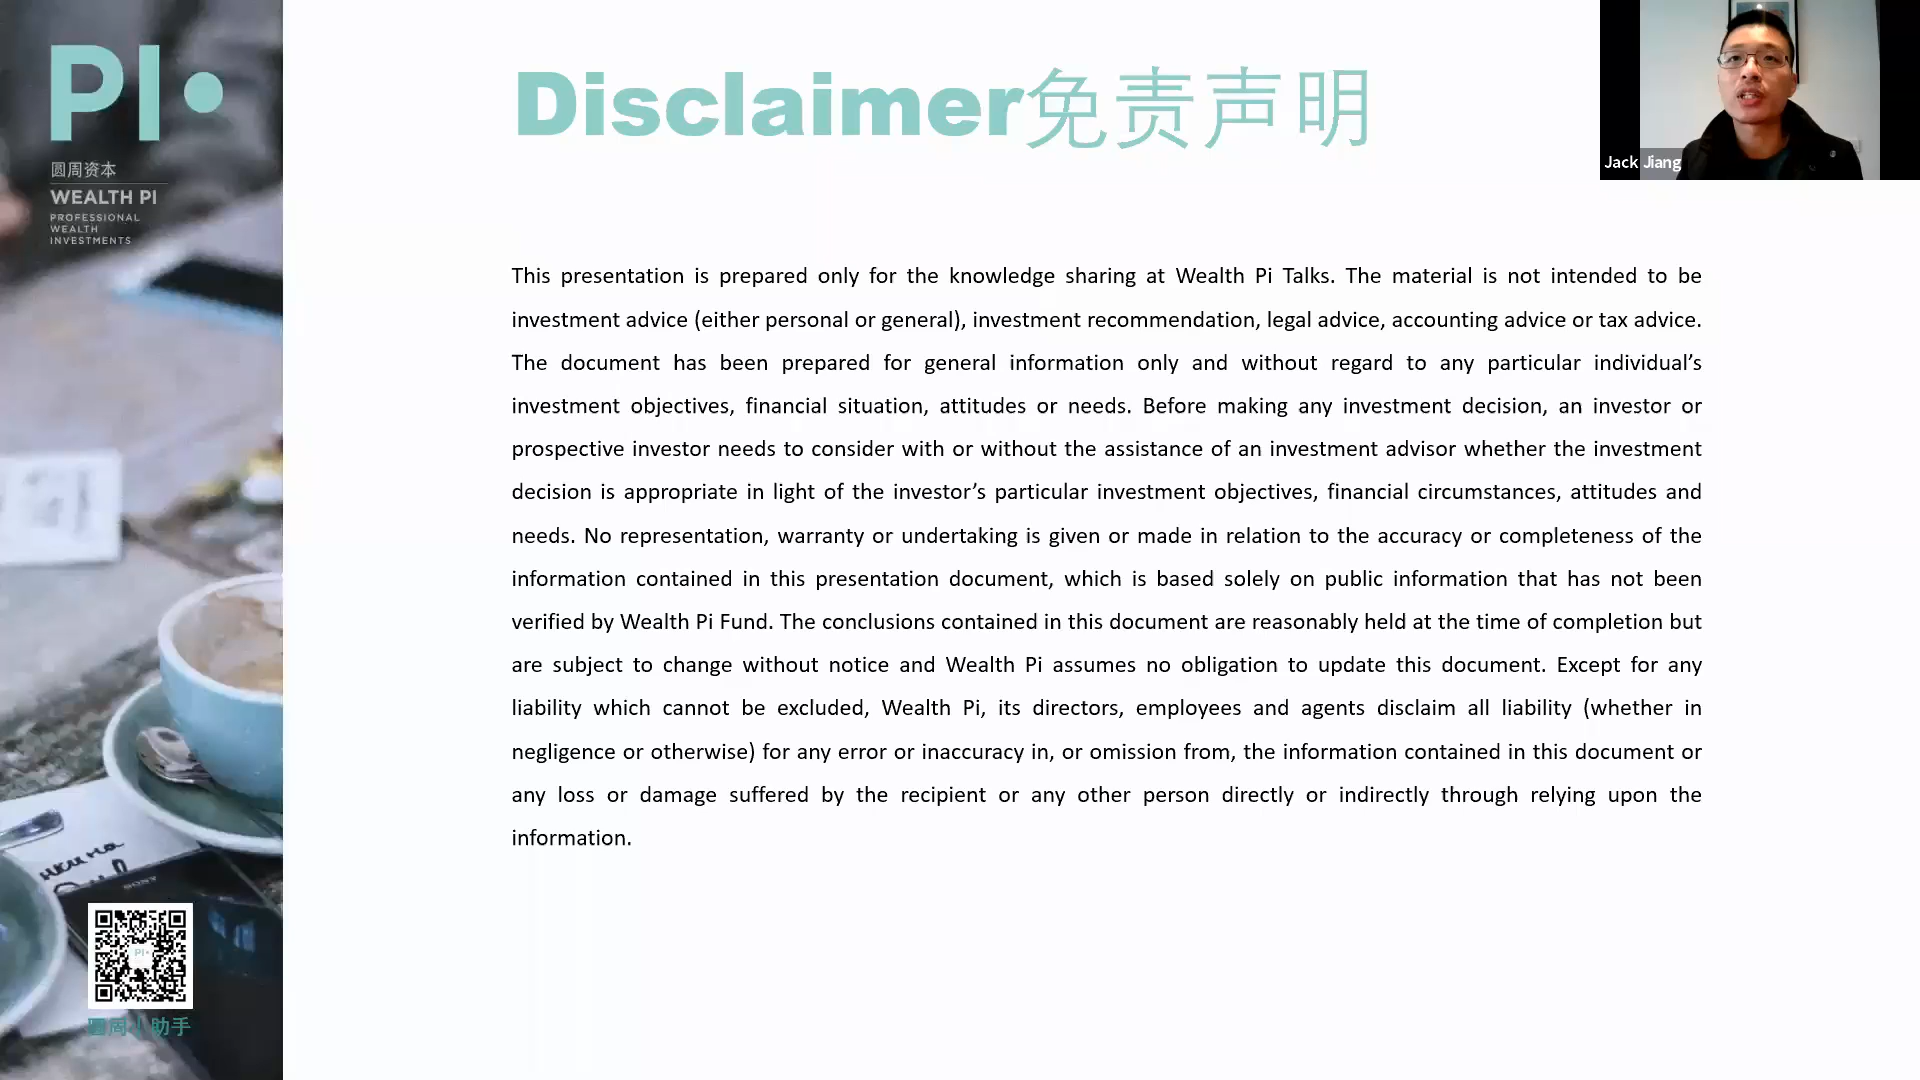 PI
圆周资本
WEALTH PI
PROFESSIONAL
WEALTH
INVESTMENTS
Disclaimer免责声明
Jack Jiang
This presentation is prepared only for the knowledge sharing at Wealth Pi Talks. The material is not intended to be
investment advice (either personal or general), investment recommendation, legal advice, accounting advice or tax advice.
The document has been prepared for general information only and without regard to any particular individual’s
investment objectives, financial situation, attitudes or needs. Before making any investment decision, an investor or
prospective investor needs to consider with or without the assistance of an investment advisor whether the investment
decision is appropriate in light of the investor’s particular investment objectives, financial circumstances, attitudes and
needs. No representation, warranty or undertaking is given or made in relation to the accuracy or completeness of the
information contained in this presentation document, which is based solely on public information that has not been
verified by Wealth Pi Fund. The conclusions contained in this document are reasonably held at the time of completion but
are subject to change without notice and Wealth Pi assumes no obligation to update this document. Except for any
liability which cannot be excluded, Wealth Pi, its directors, employees and agents disclaim all liability (whether in
negligence or otherwise) for any error or inaccuracy in, or omission from, the information contained in this document or
any loss or damage suffered by the recipient or any other person directly or indirectly through relying upon the
information.
SONY
PI
圆周小助手